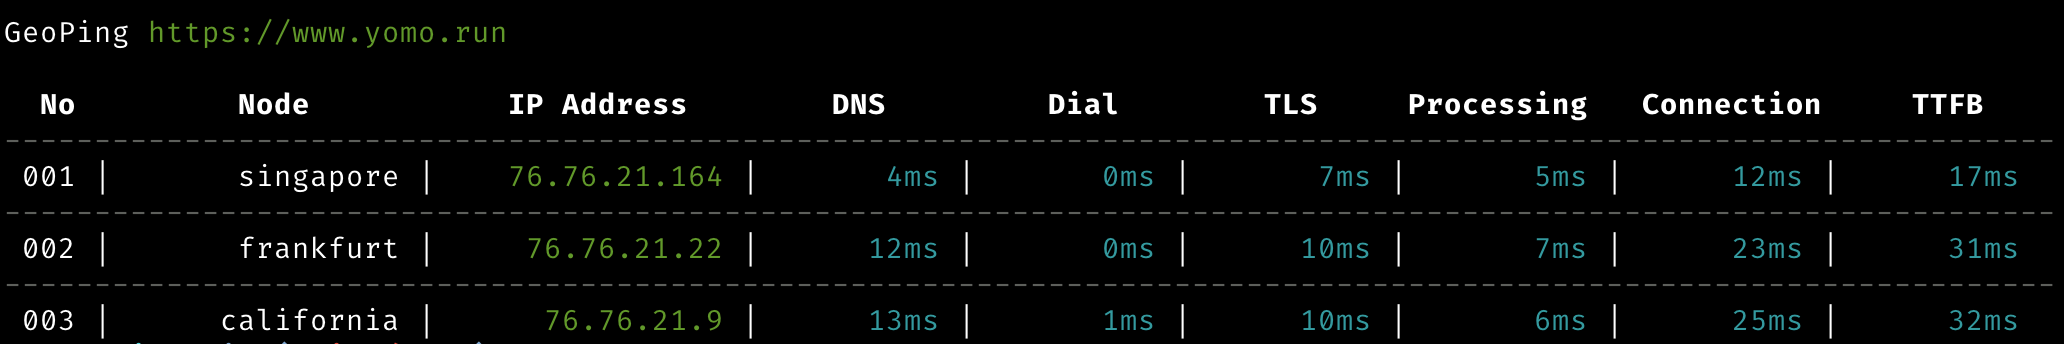 GeoPing https://www.yomo.run
No Node IP Address DNS Dial TLS Processing Connection TTFB
001 | singapore | 76.76.21.164 | 4ms | 0ms | 7ms | 5ms | 12ms | 17ms
002 | frankfurt | 76.76.21.22 | 12ms | 0ms | 10ms | 7ms | 23ms | 31ms
003 | california | 76.76.21.9 | 13ms | 1ms | 10ms | 6ms | 25ms | 32ms